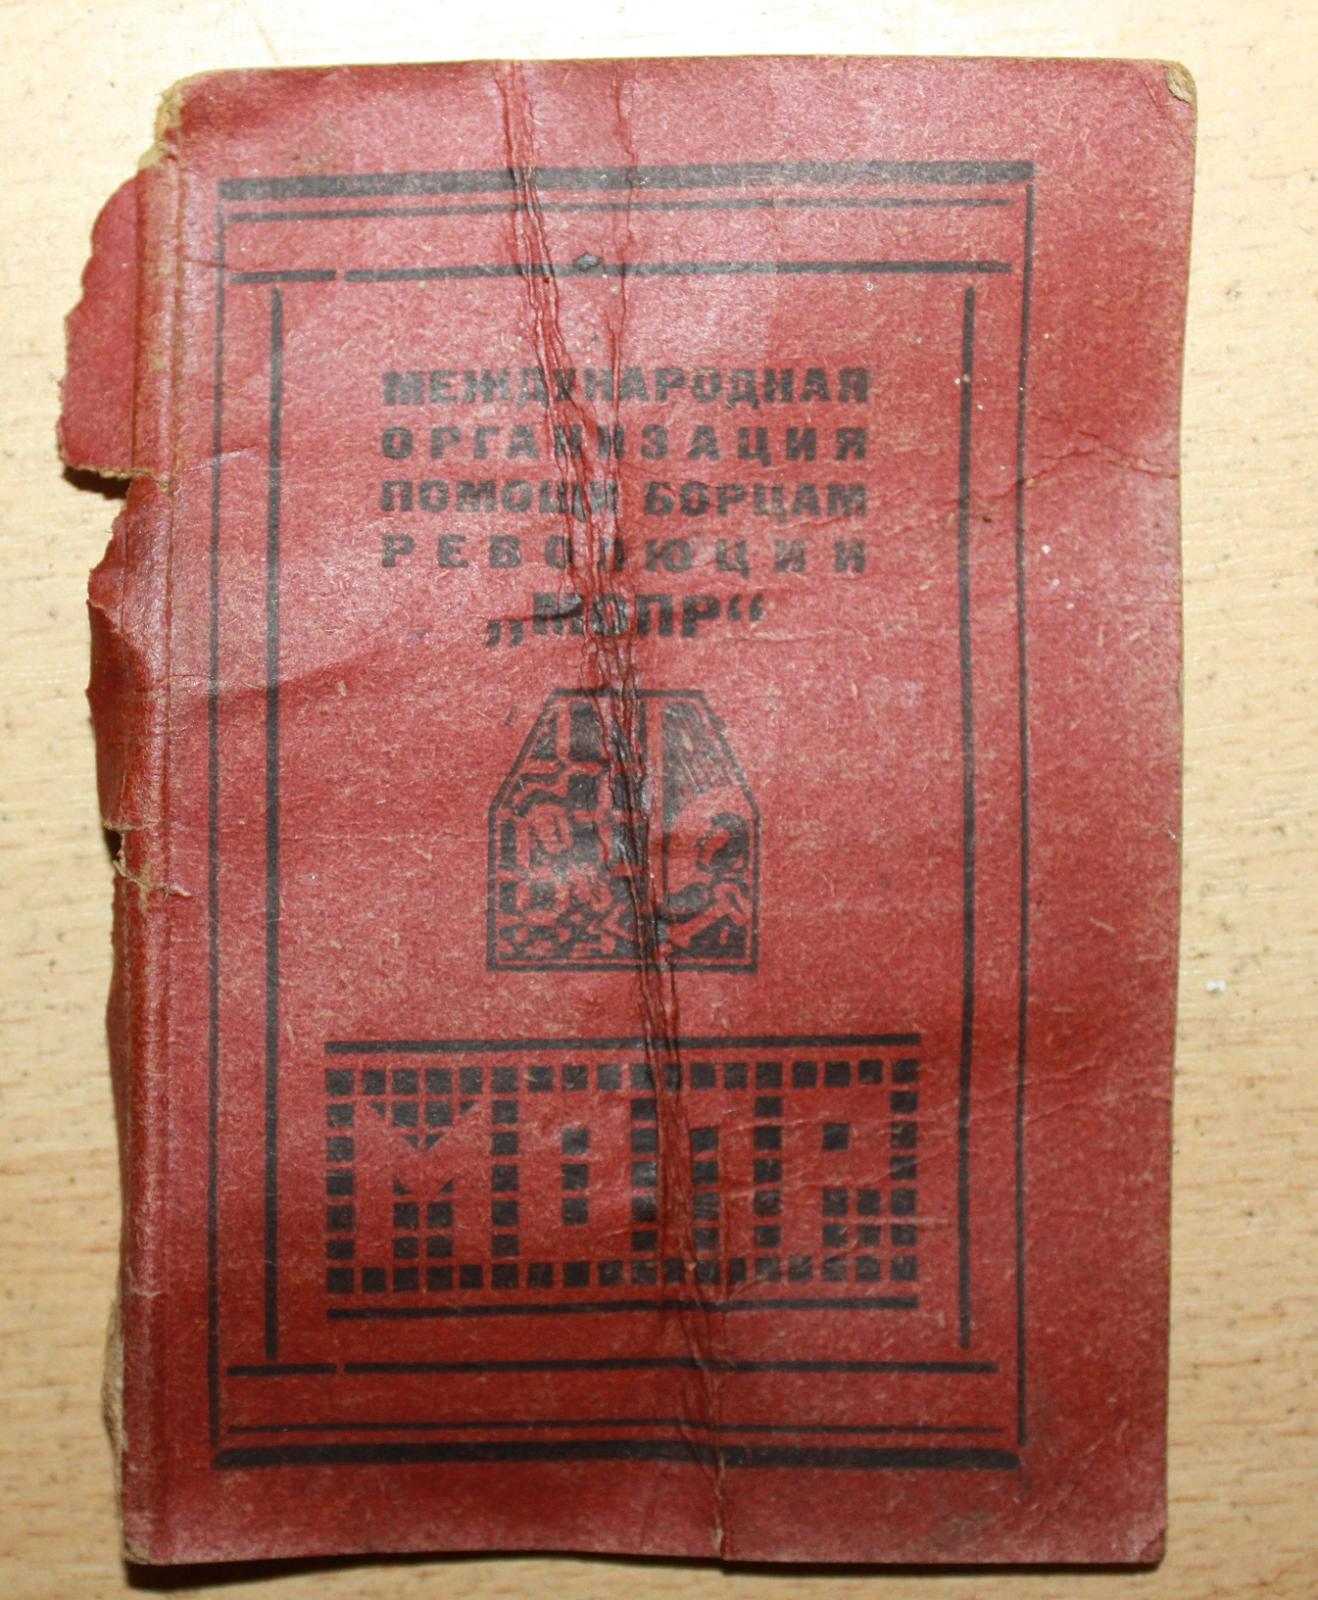 МЕЖДУНАРОДНАЯ
ОРГАНИЗАЦИЯ
ПОМОЩИ БОРЦАМ
РЕВОЛЮЦИИ
„МОПР“
МОПР